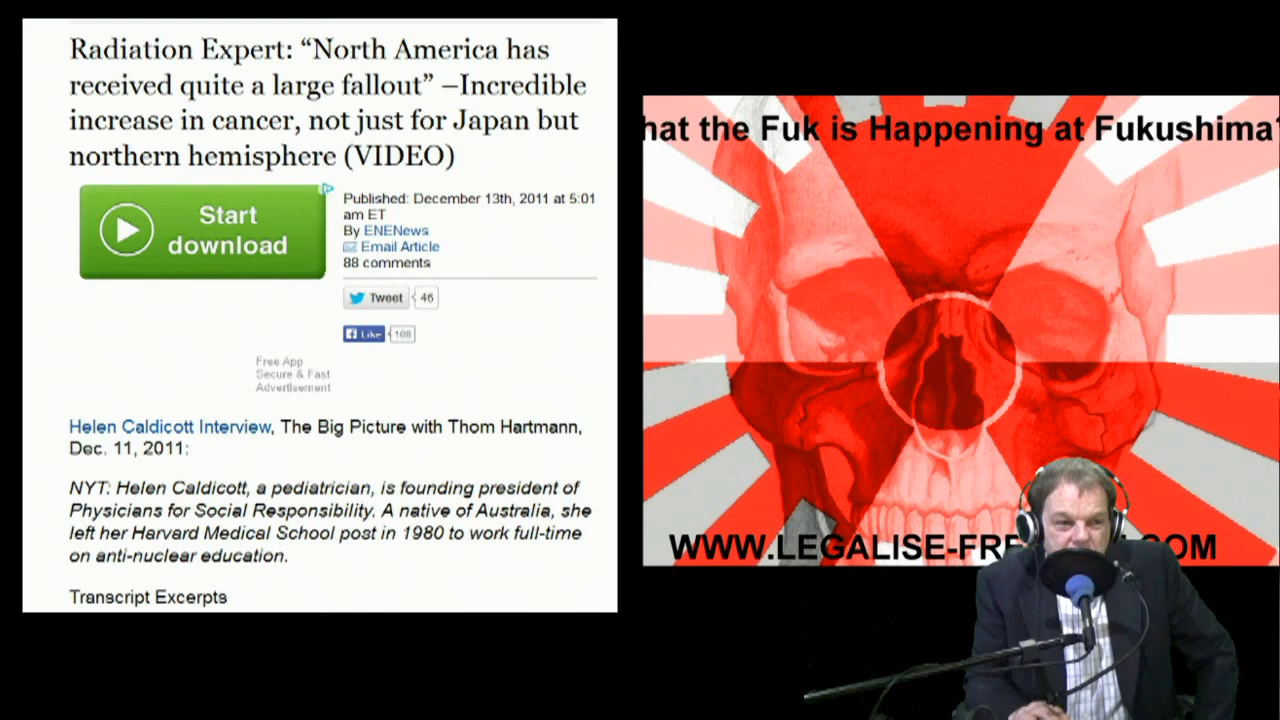 Radiation Expert: “North America has
received quite a large fallout” –Incredible
increase in cancer, not just for Japan but
northern hemisphere (VIDEO)
Start
download
Published: December 13th, 2011 at 5:01
am ET
By ENENews
Email Article
88 comments
Tweet 46
Like 108
Free App
Secure & Fast
Advertisement
Helen Caldicott Interview, The Big Picture with Thom Hartmann,
Dec. 11, 2011:
NYT: Helen Caldicott, a pediatrician, is founding president of
Physicians for Social Responsibility. A native of Australia, she
left her Harvard Medical School post in 1980 to work full-time
on anti-nuclear education.
Transcript Excerpts
hat the Fuk is Happening at Fukushima?
WWW.LEGALISE-FRE OM